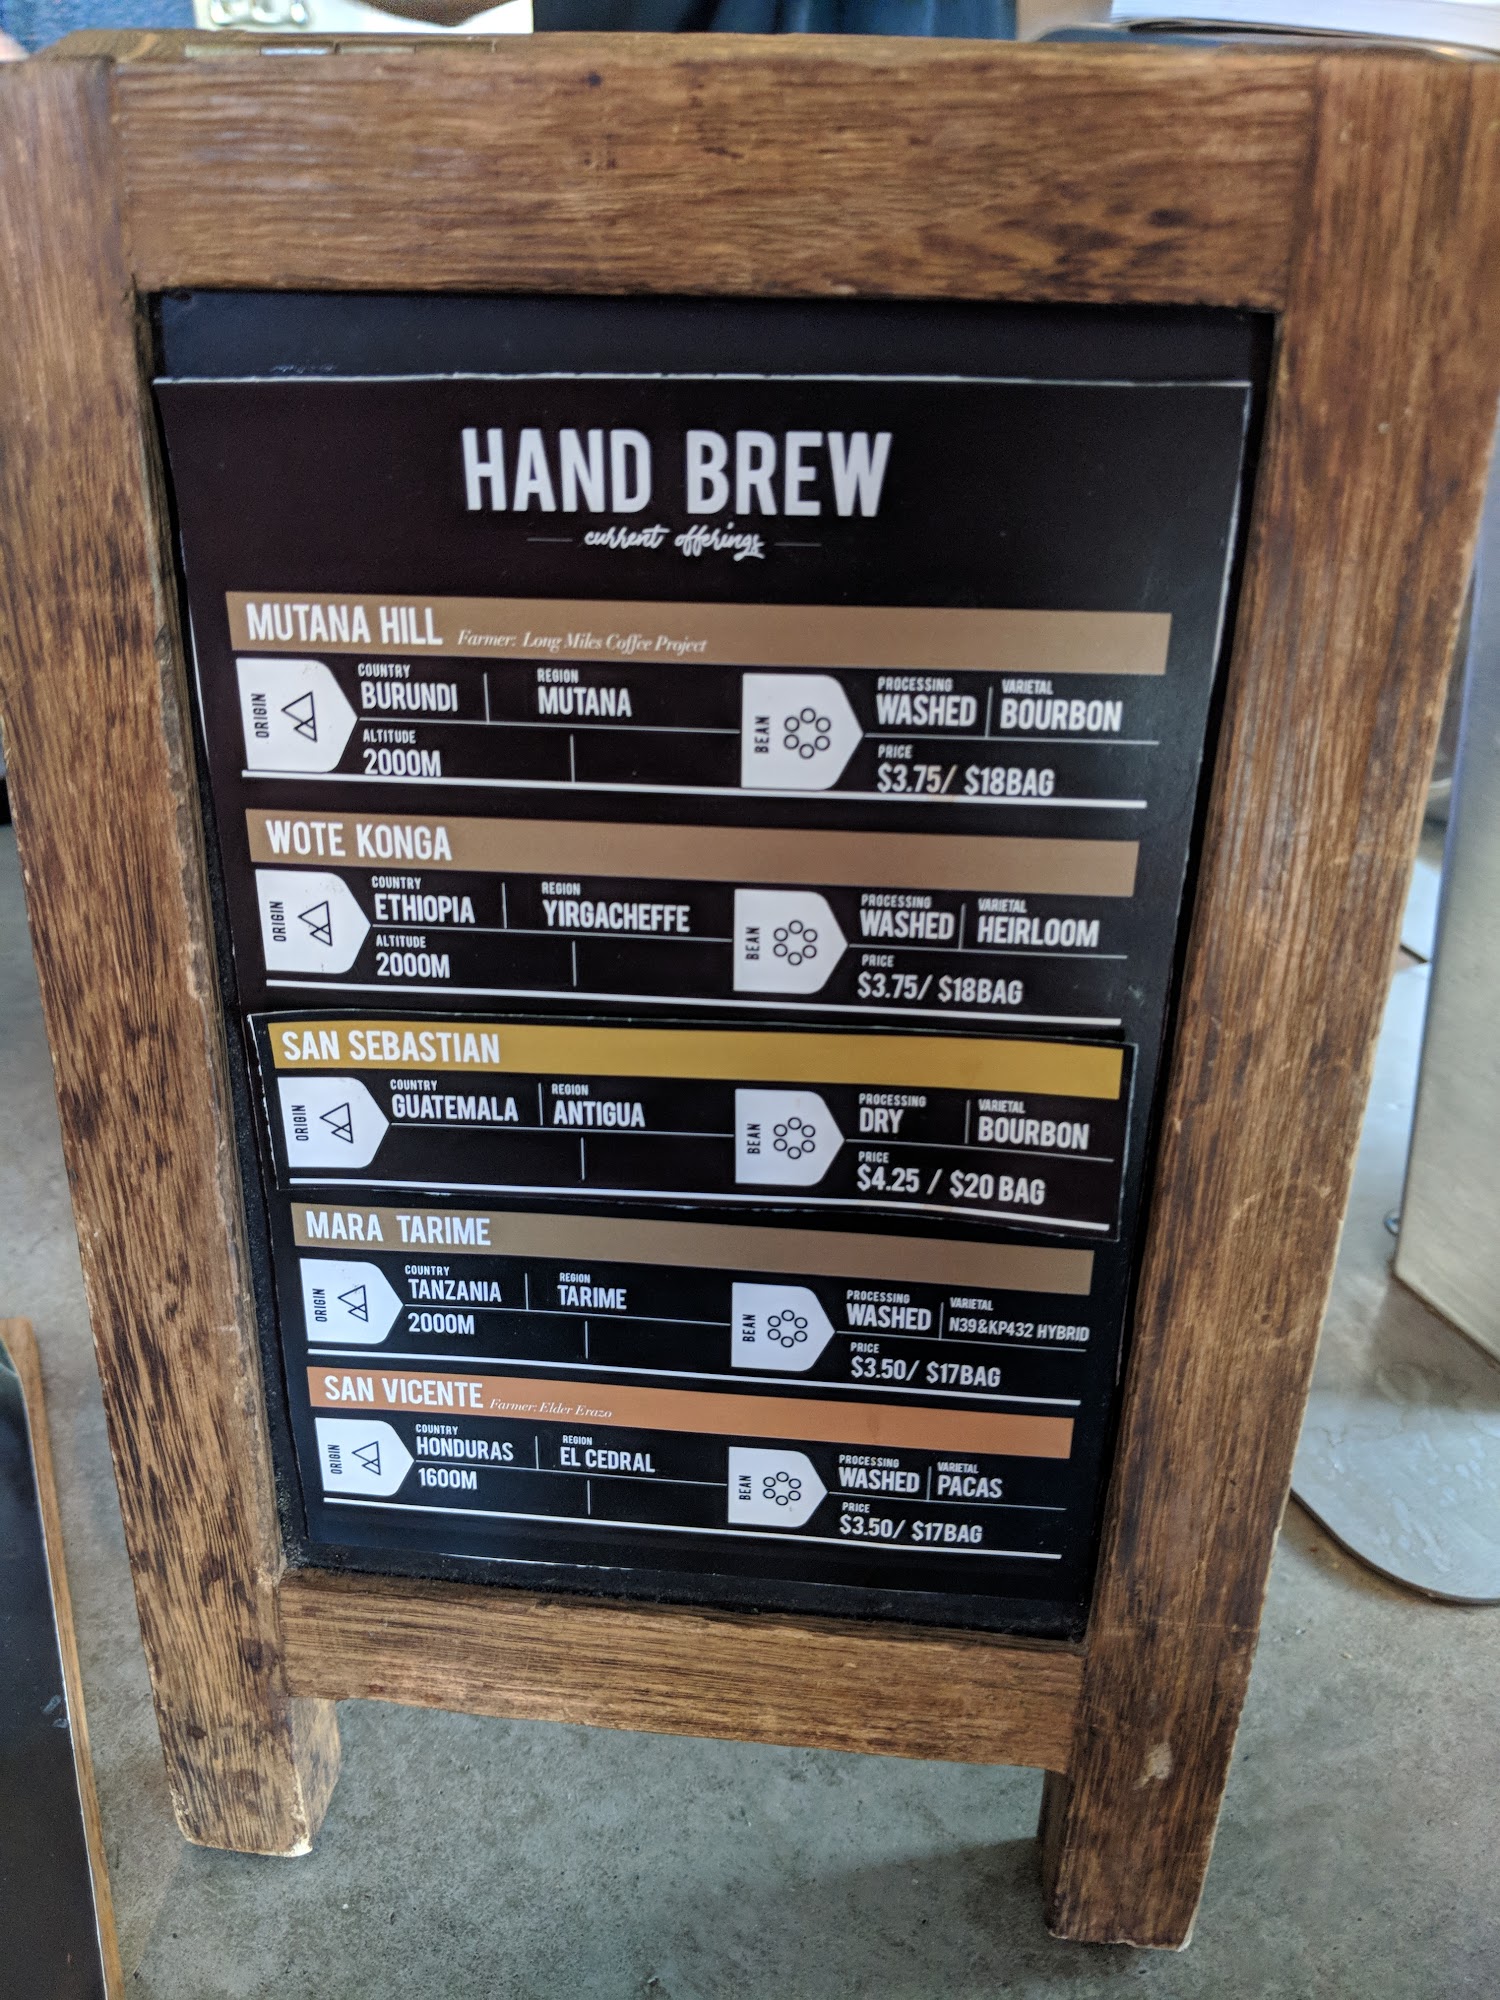 HAND BREW
current offerings
MUTANA HILL Farmer: Long Miles Coffee Project
ORIGIN
COUNTRY
BURUNDI
REGION
MUTANA
ALTITUDE
2000M
BEAN
PROCESSING
WASHED
VARIETAL
BOURBON
PRICE
$3.75/ $18BAG
WOTE KONGA
ORIGIN
COUNTRY
ETHIOPIA
REGION
YIRGACHEFFE
ALTITUDE
2000M
BEAN
PROCESSING
WASHED
VARIETAL
HEIRLOOM
PRICE
$3.75/ $18BAG
SAN SEBASTIAN
ORIGIN
COUNTRY
GUATEMALA
REGION
ANTIGUA
BEAN
PROCESSING
DRY
VARIETAL
BOURBON
PRICE
$4.25 / $20 BAG
MARA TARIME
ORIGIN
COUNTRY
TANZANIA
REGION
TARIME
2000M
BEAN
PROCESSING
WASHED
VARIETAL
N39&KP432 HYBRID
PRICE
$3.50/ $17BAG
SAN VICENTE Farmer: Elder Erazo
ORIGIN
COUNTRY
HONDURAS
REGION
EL CEDRAL
1600M
BEAN
PROCESSING
WASHED
VARIETAL
PACAS
PRICE
$3.50/ $17BAG